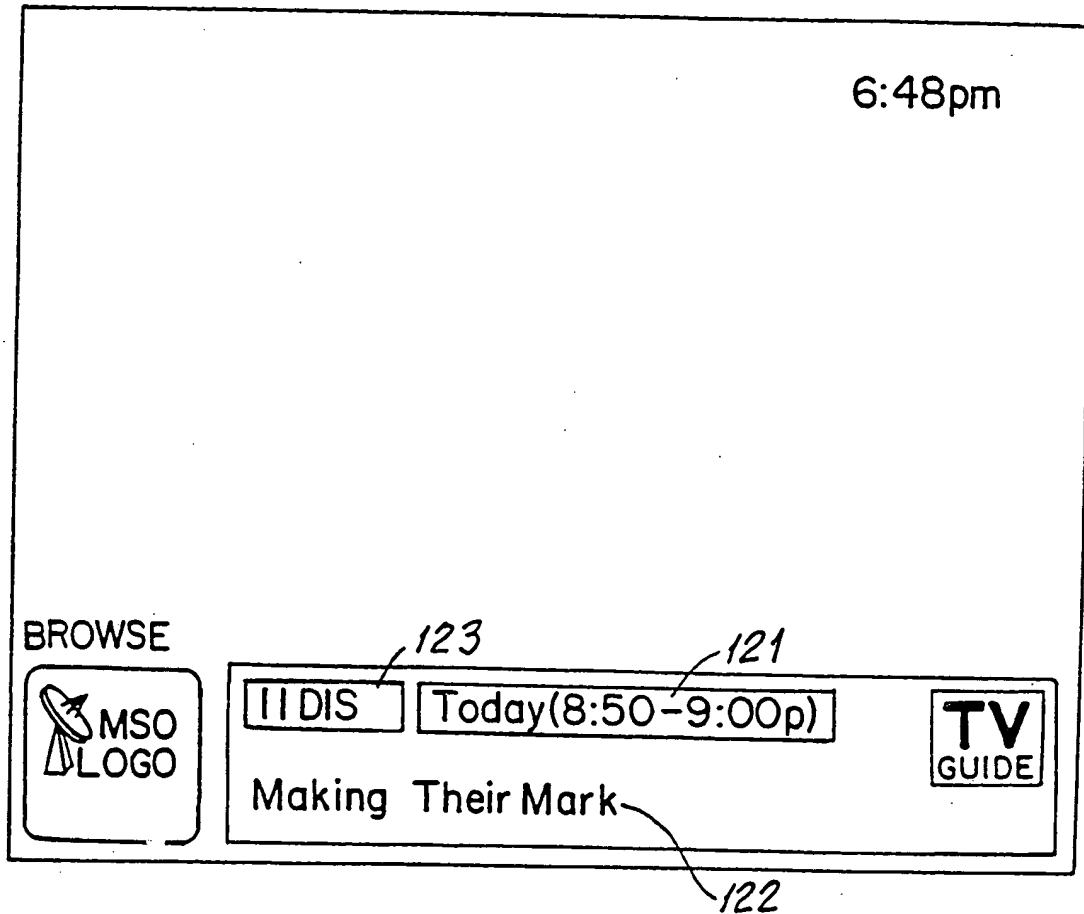 6:48pm
BROWSE
123
121
11 DIS
Today(8:50-9:00p)
TV
GUIDE
MSO
LOGO
Making Their Mark
122